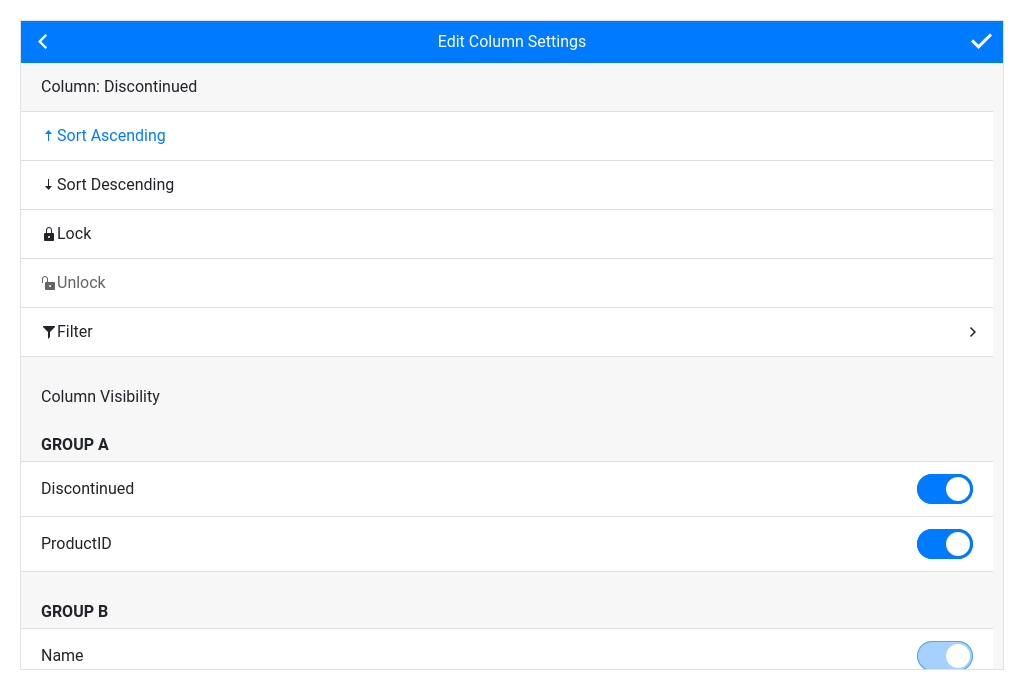 Edit Column Settings
Column: Discontinued
Sort Ascending
Sort Descending
Lock
Unlock
Filter
Column Visibility
GROUP A
Discontinued
ProductID
GROUP B
Name